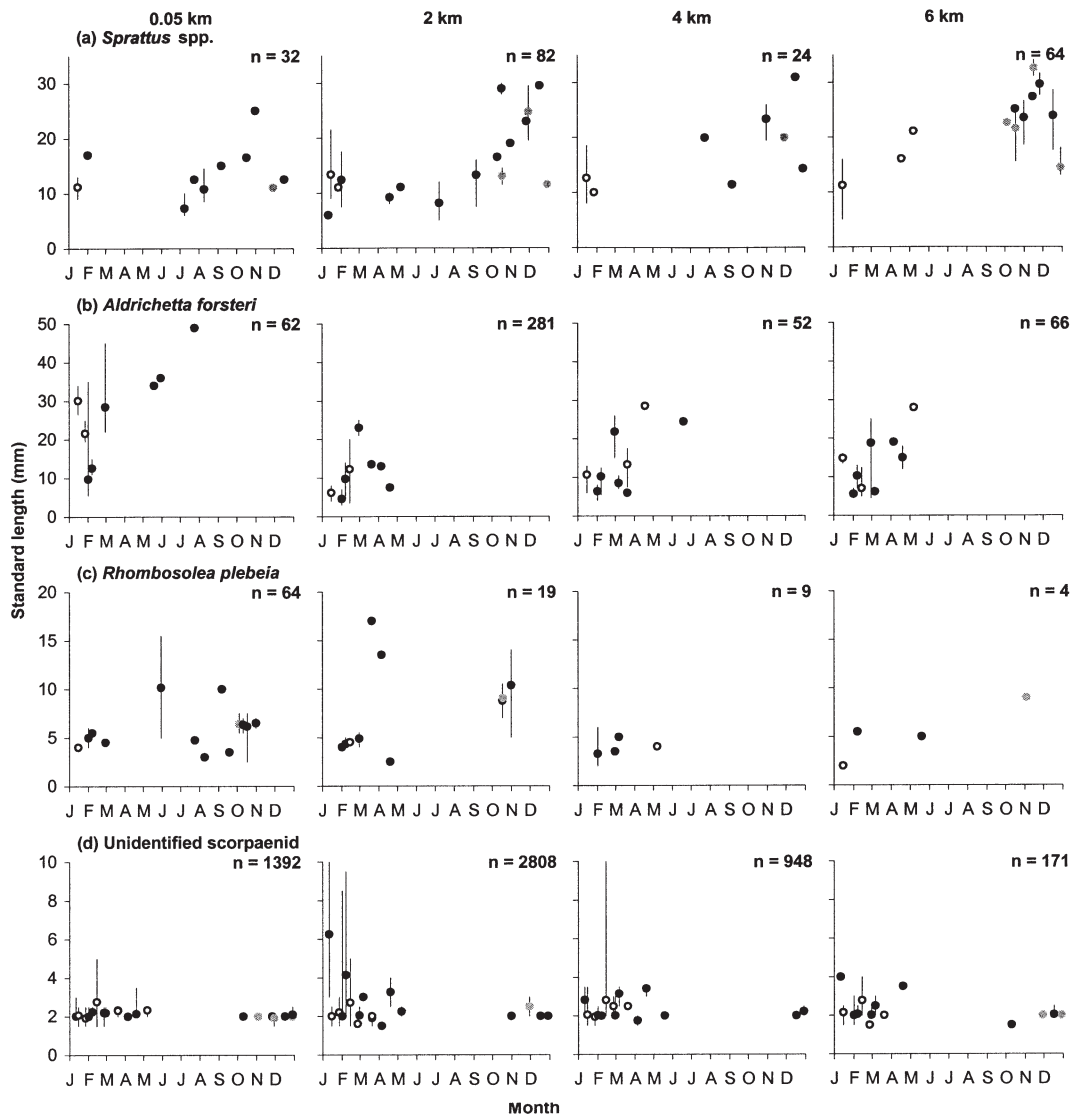 0.05 km 2 km 4 km 6 km
(a) Sprattus spp.
n = 32 n = 82 n = 24 n = 64
30
20
10
0
J F M A M J J A S O N D J F M A M J J A S O N D J F M A M J J A S O N D J F M A M J J A S O N D
(b) Aldrichetta forsteri
n = 62 n = 281 n = 52 n = 66
50
40
30
20
10
0
J F M A M J J A S O N D J F M A M J J A S O N D J F M A M J J A S O N D J F M A M J J A S O N D
Standard length (mm)
(c) Rhombosolea plebeia
n = 64 n = 19 n = 9 n = 4
20
15
10
5
0
J F M A M J J A S O N D J F M A M J J A S O N D J F M A M J J A S O N D J F M A M J J A S O N D
(d) Unidentified scorpaenid
n = 1392 n = 2808 n = 948 n = 171
10
8
6
4
2
0
J F M A M J J A S O N D J F M A M J J A S O N D J F M A M J J A S O N D J F M A M J J A S O N D
Month